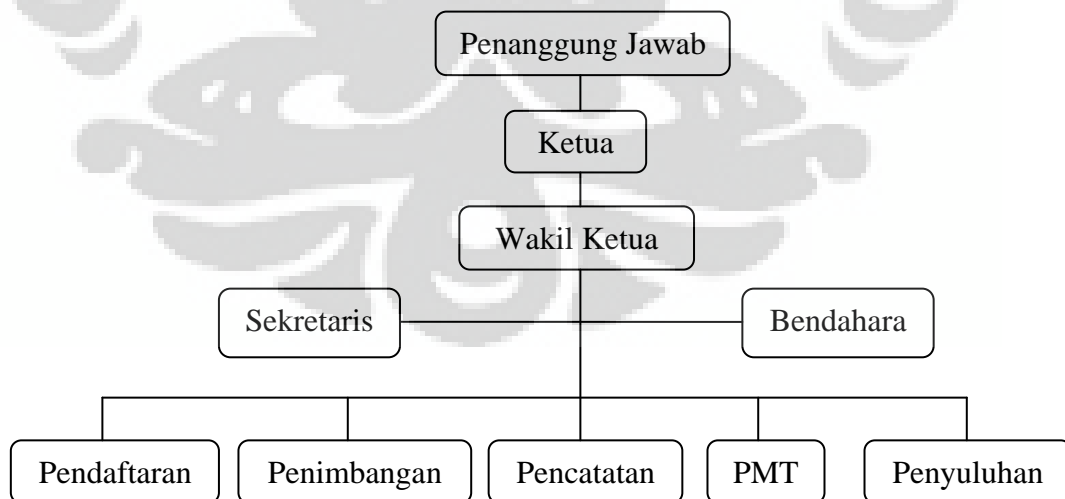 Penanggung Jawab
Ketua
Wakil Ketua
Sekretaris
Bendahara
Pendaftaran
Penimbangan
Pencatatan
PMT
Penyuluhan